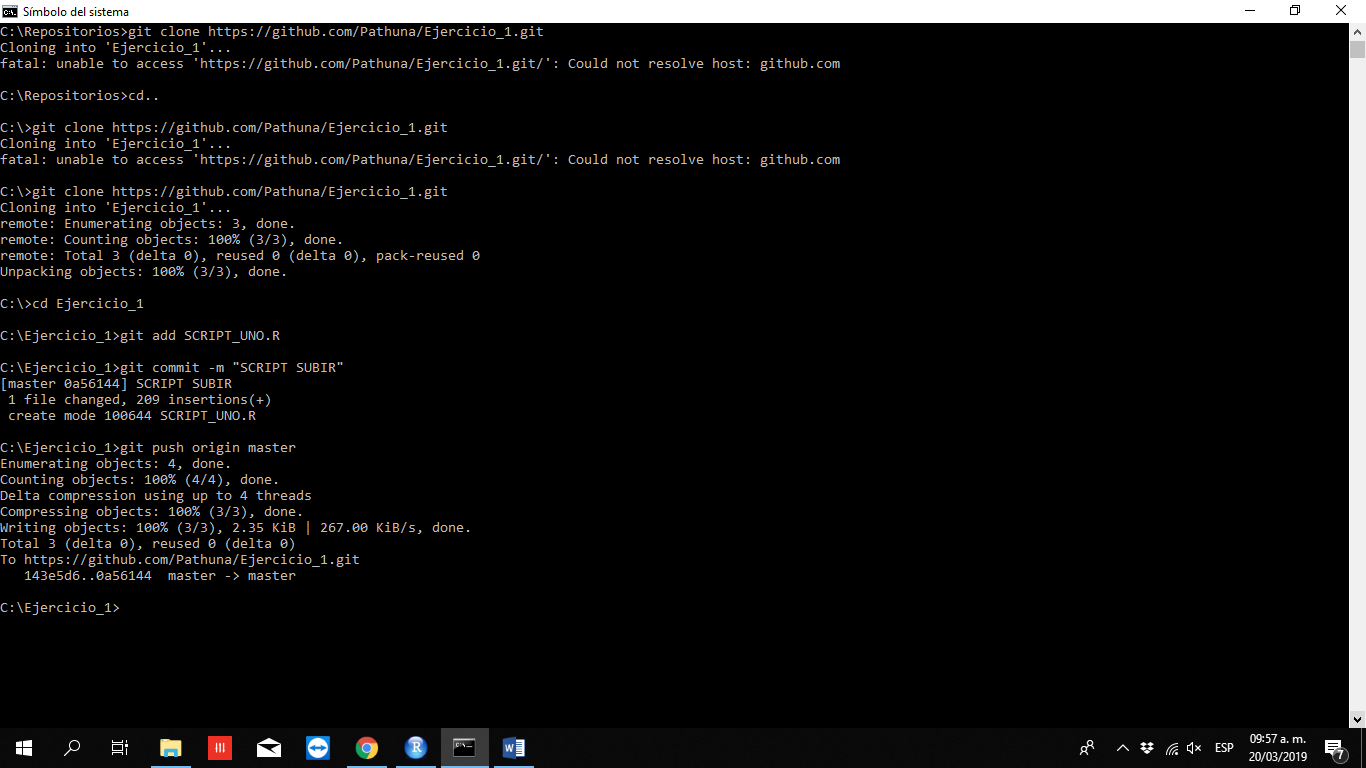 Símbolo del sistema
C:\Repositorios>git clone https://github.com/Pathuna/Ejercicio_1.git
Cloning into 'Ejercicio_1'...
fatal: unable to access 'https://github.com/Pathuna/Ejercicio_1.git/': Could not resolve host: github.com
C:\Repositorios>cd..
C:\>git clone https://github.com/Pathuna/Ejercicio_1.git
Cloning into 'Ejercicio_1'...
fatal: unable to access 'https://github.com/Pathuna/Ejercicio_1.git/': Could not resolve host: github.com
C:\>git clone https://github.com/Pathuna/Ejercicio_1.git
Cloning into 'Ejercicio_1'...
remote: Enumerating objects: 3, done.
remote: Counting objects: 100% (3/3), done.
remote: Total 3 (delta 0), reused 0 (delta 0), pack-reused 0
Unpacking objects: 100% (3/3), done.
C:\>cd Ejercicio_1
C:\Ejercicio_1>git add SCRIPT_UNO.R
C:\Ejercicio_1>git commit -m "SCRIPT SUBIR"
[master 0a56144] SCRIPT SUBIR
 1 file changed, 209 insertions(+)
 create mode 100644 SCRIPT_UNO.R
C:\Ejercicio_1>git push origin master
Enumerating objects: 4, done.
Counting objects: 100% (4/4), done.
Delta compression using up to 4 threads
Compressing objects: 100% (3/3), done.
Writing objects: 100% (3/3), 2.35 KiB | 267.00 KiB/s, done.
Total 3 (delta 0), reused 0 (delta 0)
To https://github.com/Pathuna/Ejercicio_1.git
   143e5d6..0a56144  master -> master
C:\Ejercicio_1>
ESP
09:57 a. m.
20/03/2019
7